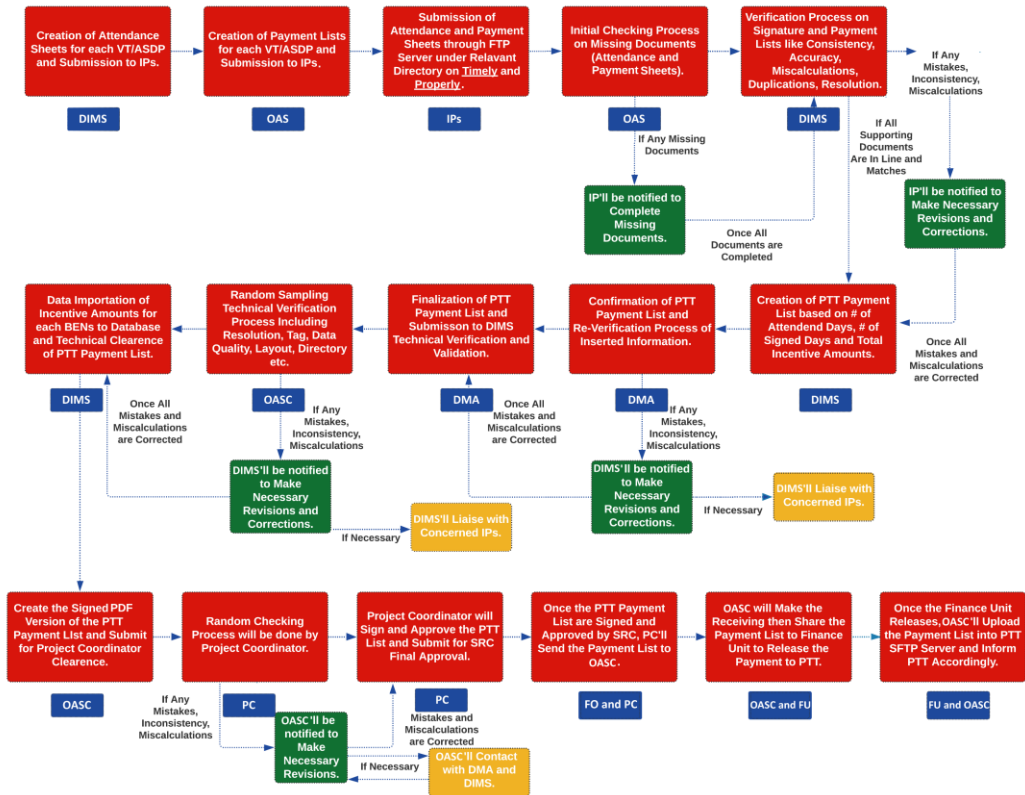 Creation of Attendance
Sheets for each VT/ASDP
and Submission to IPs.
Creation of Payment Lists
for each VT/ASDP and
Submission to IPs.
Submission of
Attendance and Payment
Sheets through FTP
Server under Relavant
Directory on Timely and
Properly.
Initial Checking Process
on Missing Documents
(Attendance and
Payment Sheets).
Verification Process on
Signature and Payment
Lists like Consistency,
Accuracy,
Miscalculations,
Duplications, Resolution.
If Any
Mistakes,
Inconsistency,
Miscalculations
DIMS
OAS
IPs
OAS
DIMS
If Any Missing
Documents
If All
Supporting
Documents
Are In Line and
Matches
IP'll be notified to
Complete
Missing
Documents.
Once All
Documents are
Completed
IP'll be notified to
Make Necessary
Revisions and
Corrections.
Data Importation of
Incentive Amounts for
each BENs to Database
and Technical Clearence
of PTT Payment List.
Random Sampling
Technical Verification
Process Including
Resolution, Tag, Data
Quality, Layout, Directory
etc.
Finalization of PTT
Payment List and
Submisson to DIMS
Technical Verification and
Validation.
Confirmation of PTT
Payment List and
Re-Verification Process of
Inserted Information.
Creation of PTT Payment
List based on # of
Attendend Days, # of
Signed Days and Total
Incentive Amounts.
Once All
Mistakes and
Miscalculations
are Corrected
DIMS
Once All
Mistakes and
Miscalculations
are Corrected
OASC
If Any
Mistakes,
Inconsistency,
Miscalculations
DMA
Once All
Mistakes and
Miscalculations
are Corrected
DMA
If Any
Mistakes,
Inconsistency,
Miscalculations
DIMS
DIMS'll be notified
to Make
Necessary
Revisions and
Corrections.
If Necessary
DIMS'll Liaise with
Concerned IPs.
DIMS'll be notified
to Make
Necessary
Revisions and
Corrections.
If Necessary
DIMS'll Liaise with
Concerned IPs.
Create the Signed PDF
Version of the PTT
Payment LIst and Submit
for Project Coordinator
Clearence.
Random Checking
Process will be done by
Project Coordinator.
Project Coordinator will
Sign and Approve the PTT
List and Submit for SRC
Final Approval.
Once the PTT Payment
List are Signed and
Approved by SRC, PC'll
Send the Payment List to
OASC.
OASC will Make the
Receiving then Share the
Payment List to Finance
Unit to Release the
Payment to PTT.
Once the Finance Unit
Releases,OASC'll Upload
the Payment List into PTT
SFTP Server and Inform
PTT Accordingly.
OASC
If Any
Mistakes,
Inconsistency,
Miscalculations
PC
PC
Mistakes and
Miscalculations
are Corrected
FO and PC
OASC and FU
FU and OASC
OASC'll be
notified to
Make
Necessary
Revisions.
If Necessary
OASC'll Contact
with DMA and
DIMS.